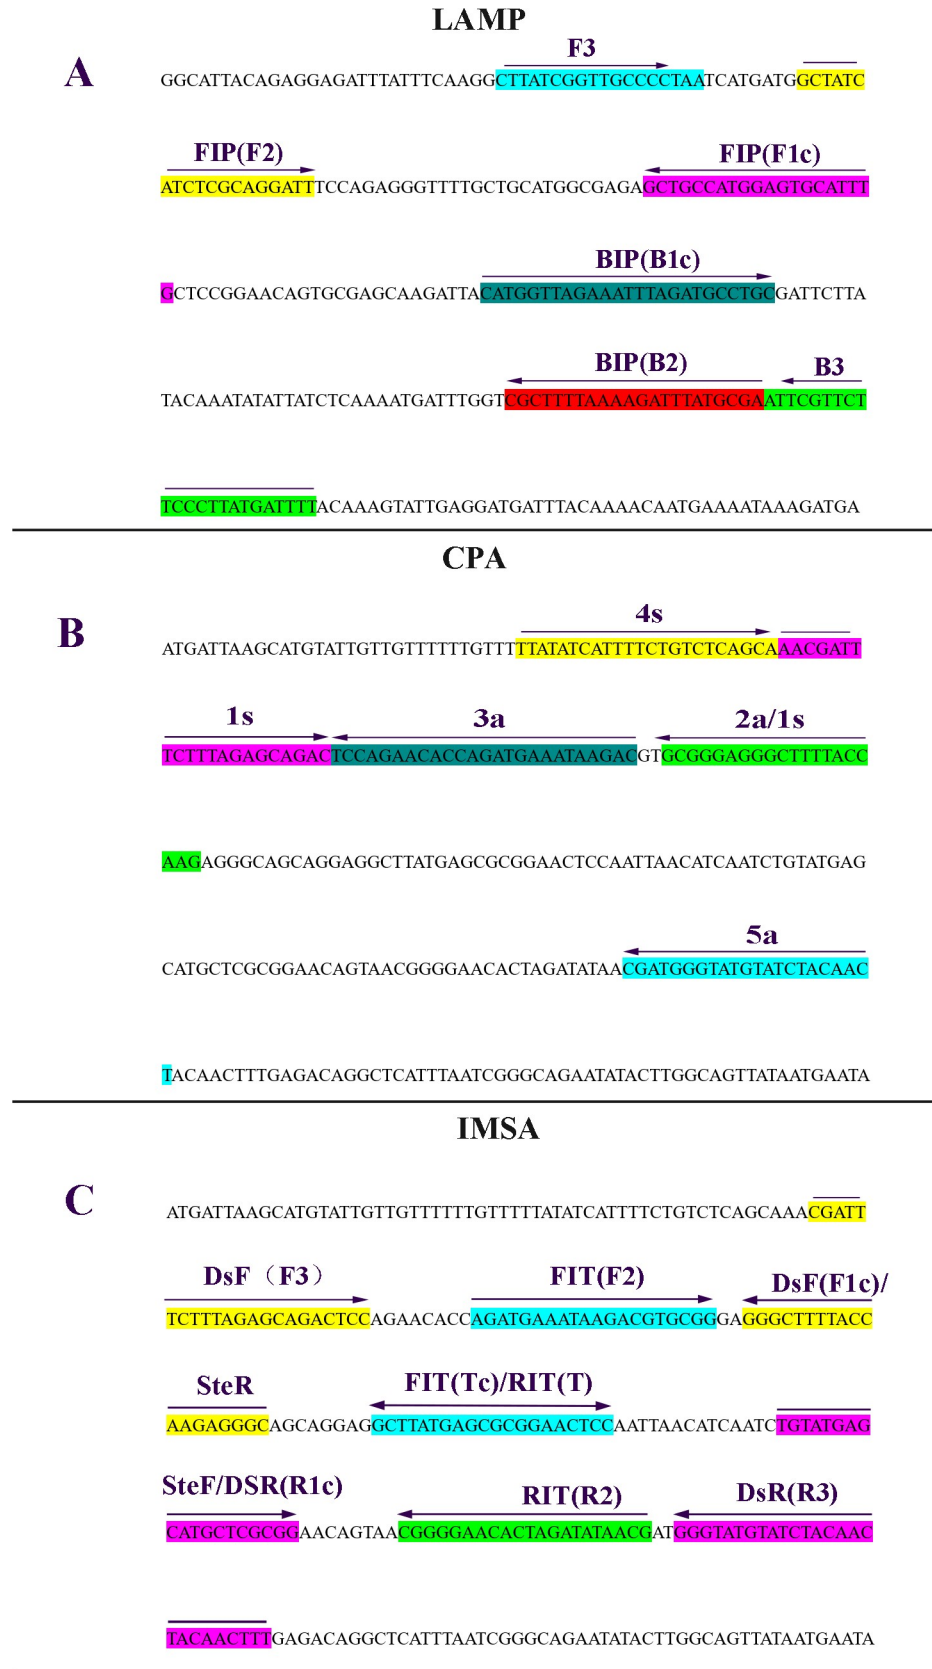 LAMP
A
F3
GGCATTACAGAGGAGATTTATTTCAAGGCTTATCGGTTGCCCCTAATCATGATGGCTATC
FIP(F2) FIP(F1c)
ATCTCGCAGGATTTCCAGAGGGTTTTGCTGCATGGCGAGAGCTGCCATGGAGTGCATTT
BIP(B1c)
GCTCCGGAACAGTGCGAGCAAGATTACATGGTTAGAAATTTAGATGCCTGCGATTCTTA
BIP(B2) B3
TACAAATATATTATCTCAAAATGATTTGGTCGCTTTTAAAAGATTTATGCGAATTCGTTCT
TCCCTTATGATTTTACAAAGTATTGAGGATGATTTACAAAACAATGAAAATAAAGATGA
CPA
B
4s
ATGATTAAGCATGTATTGTTGTTTTTTGTTTTTATATCATTTTCTGTCTCAGCAAACGATT
1s 3a 2a/1s
TCTTTAGAGCAGACTCCAGAACACCAGATGAAATAAGACGTGCGGGAGGGCTTTTACC
AAGAGGGCAGCAGGAGGCTTATGAGCGCGGAACTCCAATTAACATCAATCTGTATGAG
5a
CATGCTCGCGGAACAGTAACGGGGAACACTAGATATAACGATGGGTATGTATCTACAAC
TACAACTTTGAGACAGGCTCATTTAATCGGGCAGAATATACTTGGCAGTTATAATGAATA
IMSA
C
ATGATTAAGCATGTATTGTTGTTTTTTGTTTTTATATCATTTTCTGTCTCAGCAAACGATT
DsF（F3） FIT(F2) DsF(F1c)/
TCTTTAGAGCAGACTCCAGAACACCAGATGAAATAAGACGTGCGGGAGGGCTTTTACC
SteR FIT(Tc)/RIT(T)
AAGAGGGCAGCAGGAGGCTTATGAGCGCGGAACTCCAATTAACATCAATCTGTATGAG
SteF/DSR(R1c) RIT(R2) DsR(R3)
CATGCTCGCGGAACAGTAACGGGGAACACTAGATATAACGATGGGTATGTATCTACAAC
TACAACTTTGAGACAGGCTCATTTAATCGGGCAGAATATACTTGGCAGTTATAATGAATA